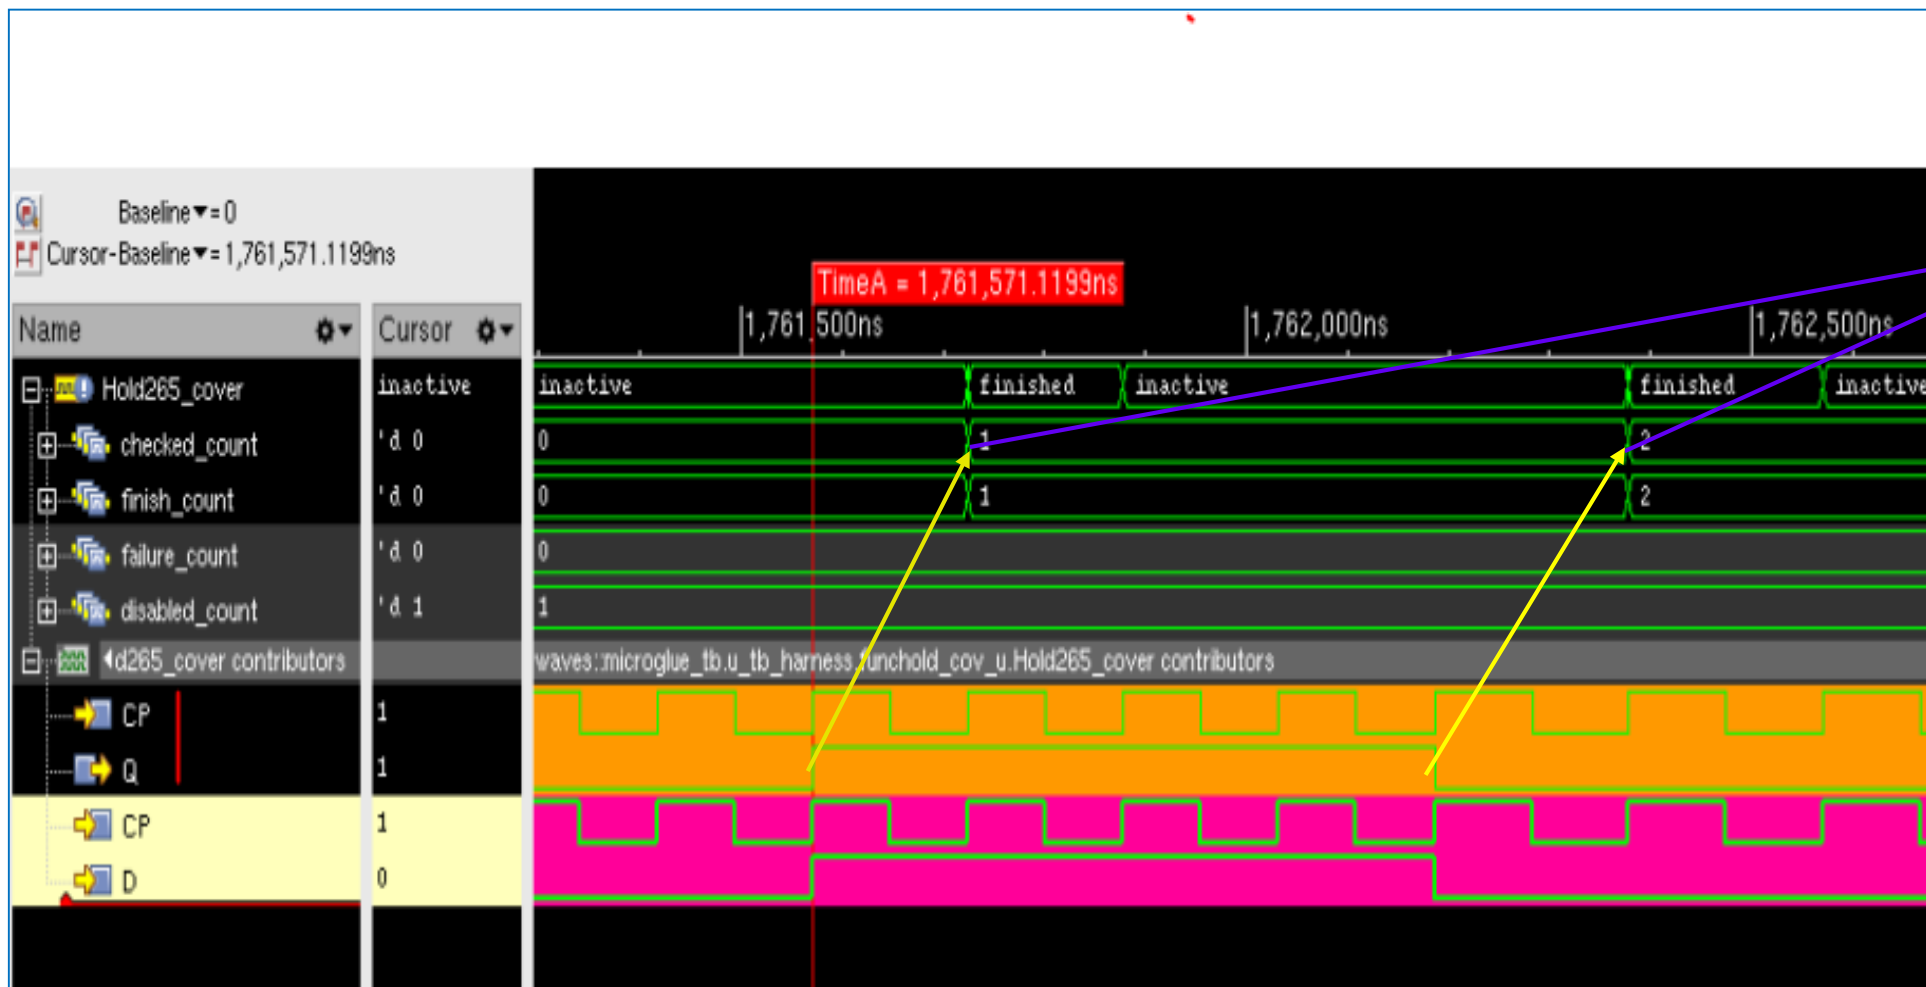 Baseline▾= 0
Cursor-Baseline▾= 1,761,571.1199ns
TimeA = 1,761,571.1199ns
1,761,500ns 1,762,000ns 1,762,500ns
Name Cursor
Hold265_cover inactive inactive finished inactive finished inactive
checked_count 'd 0 0 1 2
finish_count 'd 0 0 1 2
failure_count 'd 0 0
disabled_count 'd 1 1
d265_cover contributors waves::microglue_tb.u_tb_harness.funchold_cov_u.Hold265_cover contributors
CP 1
Q 1
CP 1
D 0